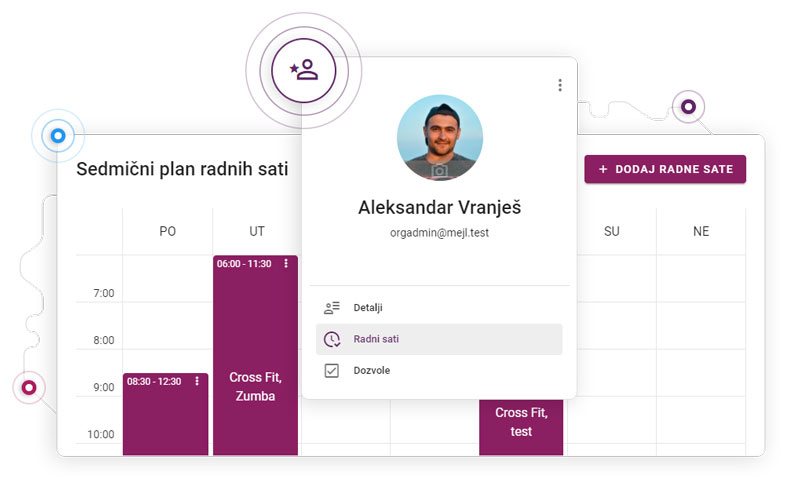 Aleksandar Vranješ
orgadmin@mejl.test
Detalji
Radni sati
Dozvole
Sedmični plan radnih sati
+ DODAJ RADNE SATE
PO
UT
SU
NE
7:00
8:00
9:00
10:00
08:30 - 12:30
06:00 - 11:30
Cross Fit,
Zumba
Cross Fit,
test